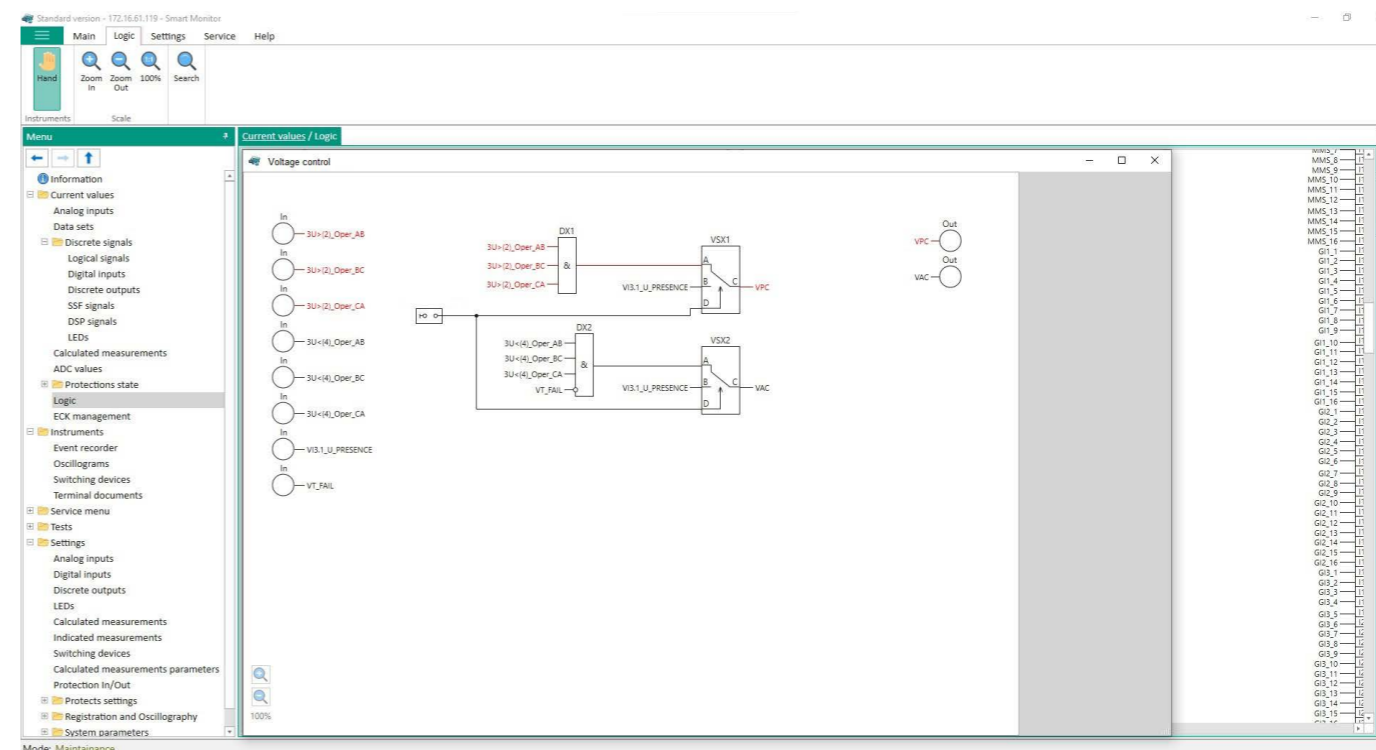 Standard version - 172.16.61.119 - Smart Monitor
Main Logic Settings Service Help
Hand
Zoom In
Zoom Out
100%
Search
Instruments
Scale
Menu
Current values / Logic
Information
Current values
Analog inputs
Data sets
Discrete signals
Logical signals
Digital inputs
Discrete outputs
SSF signals
DSP signals
LEDs
Calculated measurements
ADC values
Protections state
Logic
ECK management
Instruments
Event recorder
Oscillograms
Switching devices
Terminal documents
Service menu
Tests
Settings
Analog inputs
Digital inputs
Discrete outputs
LEDs
Calculated measurements
Indicated measurements
Switching devices
Calculated measurements parameters
Protection In/Out
Protects settings
Registration and Oscillography
System parameters
Mode: Maintainance
Voltage control
In
3U>(2)_Oper_AB
In
3U>(2)_Oper_BC
In
3U>(2)_Oper_CA
In
3U<(4)_Oper_AB
In
3U<(4)_Oper_BC
In
3U<(4)_Oper_CA
In
VI3.1_U_PRESENCE
In
VT_FAIL
DX1
3U>(2)_Oper_AB
3U>(2)_Oper_BC
&
3U>(2)_Oper_CA
VSX1
A
VI3.1_U_PRESENCE
B
C
VPC
D
DX2
3U<(4)_Oper_AB
3U<(4)_Oper_BC
&
3U<(4)_Oper_CA
VT_FAIL
VSX2
A
VI3.1_U_PRESENCE
B
C
VAC
D
Out
VPC
Out
VAC
100%
MMS_7
MMS_8
MMS_9
MMS_10
MMS_11
MMS_12
MMS_13
MMS_14
MMS_15
MMS_16
GI1_1
GI1_2
GI1_3
GI1_4
GI1_5
GI1_6
GI1_7
GI1_8
GI1_9
GI1_10
GI1_11
GI1_12
GI1_13
GI1_14
GI1_15
GI1_16
GI2_1
GI2_2
GI2_3
GI2_4
GI2_5
GI2_6
GI2_7
GI2_8
GI2_9
GI2_10
GI2_11
GI2_12
GI2_13
GI2_14
GI2_15
GI2_16
GI3_1
GI3_2
GI3_3
GI3_4
GI3_5
GI3_6
GI3_7
GI3_8
GI3_9
GI3_10
GI3_11
GI3_12
GI3_13
GI3_14
GI3_15